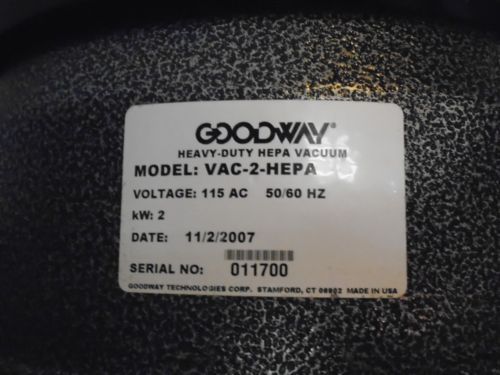 GOODWAY®
HEAVY-DUTY HEPA VACUUM
MODEL: VAC-2-HEPA
VOLTAGE: 115 AC 50/60 HZ
kW: 2
DATE: 11/2/2007
SERIAL NO: 011700
GOODWAY TECHNOLOGIES CORP. STAMFORD, CT 06902 MADE IN USA